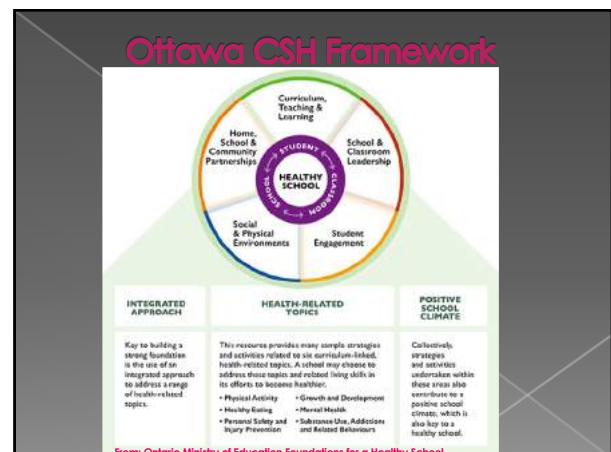 Ottawa CSH Framework
Curriculum,
Teaching &
Learning
Home,
School &
Community
Partnerships
School &
Classroom
Leadership
STUDENT
CLASSROOM
SCHOOL
HEALTHY
SCHOOL
Social
& Physical
Environments
Student
Engagement
INTEGRATED
APPROACH
Key to building a
strong foundation
is the use of an
integrated approach
to address a range
of health-related
topics.
HEALTH-RELATED
TOPICS
This resource provides many sample strategies
and activities related to six curriculum-linked,
health-related topics. A school may choose to
address these topics and related living skills in
its efforts to become healthier.
• Physical Activity
• Healthy Eating
• Personal Safety and
Injury Prevention
• Growth and Development
• Mental Health
• Substance Use, Addictions
and Related Behaviours
POSITIVE
SCHOOL
CLIMATE
Collectively,
strategies
and activities
undertaken within
these areas also
contribute to a
positive school
climate, which is
also key to a
healthy school.
From: Ontario Ministry of Education Foundations for a Healthy School